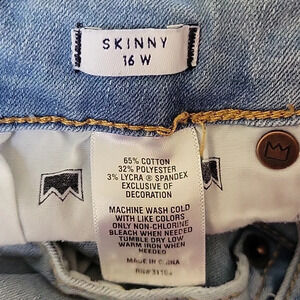 SKINNY
16 W
65% COTTON
32% POLYESTER
3% LYCRA ® SPANDEX
EXCLUSIVE OF
DECORATION
MACHINE WASH COLD
WITH LIKE COLORS
ONLY NON-CHLORINE
BLEACH WHEN NEEDED
TUMBLE DRY LOW
WARM IRON WHEN
NEEDED
MADE IN CHINA